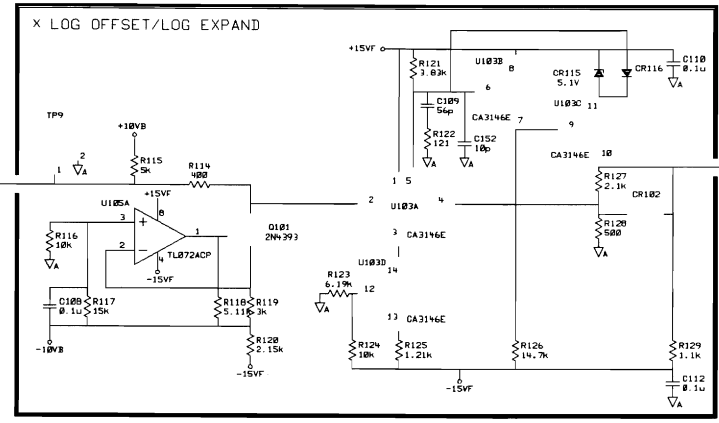 X LOG OFFSET/LOG EXPAND
+15VF
R121
3.83k
U103B
8
6
C109
56p
R122
121
A
C152
10p
A
CA3146E
7
CR115
5.1V
CR116
C110
0.1u
A
U103C
11
9
CA3146E
10
TP9
1
2
A
+10VB
R115
5k
R114
400
+15VF
U105A
8
3
+
2
−
1
4
TL072ACP
-15VF
Q101
2N4393
R116
10k
A
C108
0.1u
R117
15k
-10VB
R118
5.11k
R119
3k
R120
2.15k
-15VF
1
5
2
U103A
4
3
CA3146E
U103D
14
12
13
CA3146E
R123
6.19k
A
R124
10k
R125
1.21k
R126
14.7k
R127
2.1k
R128
500
A
CR102
R129
1.1k
-15VF
C112
0.1u
A